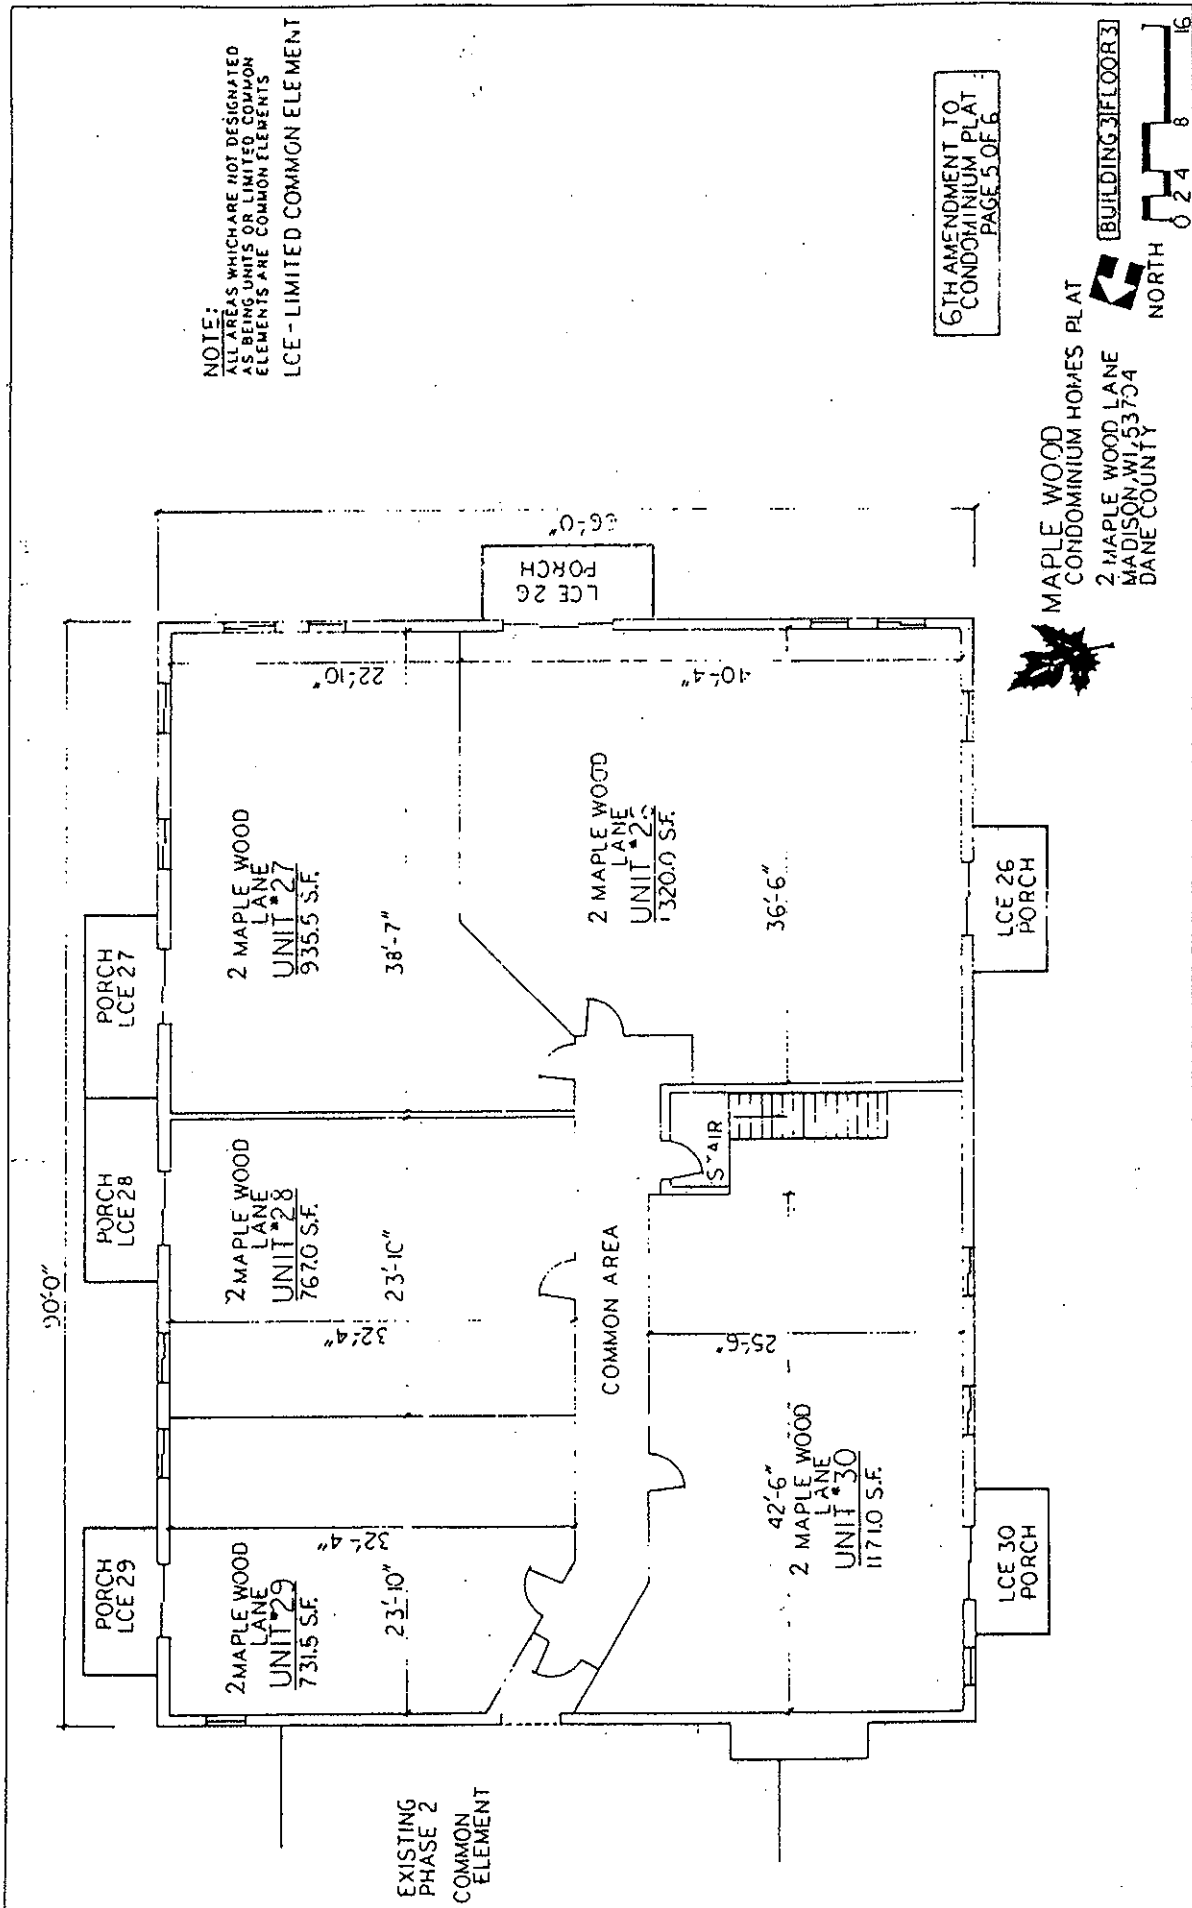 NOTE:
ALL AREAS WHICH ARE NOT DESIGNATED
AS BEING UNITS OR LIMITED COMMON
ELEMENTS ARE COMMON ELEMENTS
LCE - LIMITED COMMON ELEMENT
90'-0"
PORCH
LCE 29
PORCH
LCE 28
PORCH
LCE 27
2 MAPLE WOOD
LANE
UNIT #29
731.5 S.F.
23'-10"
32'-4"
2 MAPLE WOOD
LANE
UNIT #28
767.0 S.F.
23'-10"
32'-4"
2 MAPLE WOOD
LANE
UNIT #27
935.5 S.F.
38'-7"
22'-10"
LCE 26
PORCH
EXISTING
PHASE 2
COMMON
ELEMENT
COMMON AREA
STAIR
25'-6"
42'-6"
2 MAPLE WOOD
LANE
UNIT #30
1171.0 S.F.
2 MAPLE WOOD
LANE
UNIT
1320.0 S.F.
36'-6"
40'-4"
LCE 30
PORCH
LCE 26
PORCH
6TH AMENDMENT TO
CONDOMINIUM PLAT
PAGE 5 OF 6
MAPLE WOOD
CONDOMINIUM HOMES PLAT
2 MAPLE WOOD LANE
MADISON, WI, 53704
DANE COUNTY
NORTH
BUILDING 3 FLOOR 3
0 2 4 8 16